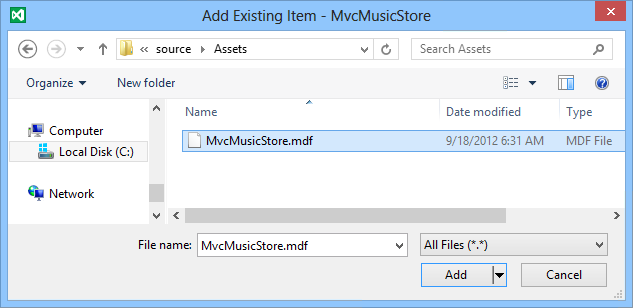 Add Existing Item - MvcMusicStore
« source Assets Search Assets
Organize New folder
Name Date modified Type
Computer
Local Disk (C:)
Network
MvcMusicStore.mdf 9/18/2012 6:31 AM MDF File
File name: MvcMusicStore.mdf All Files (*.*)
Add Cancel